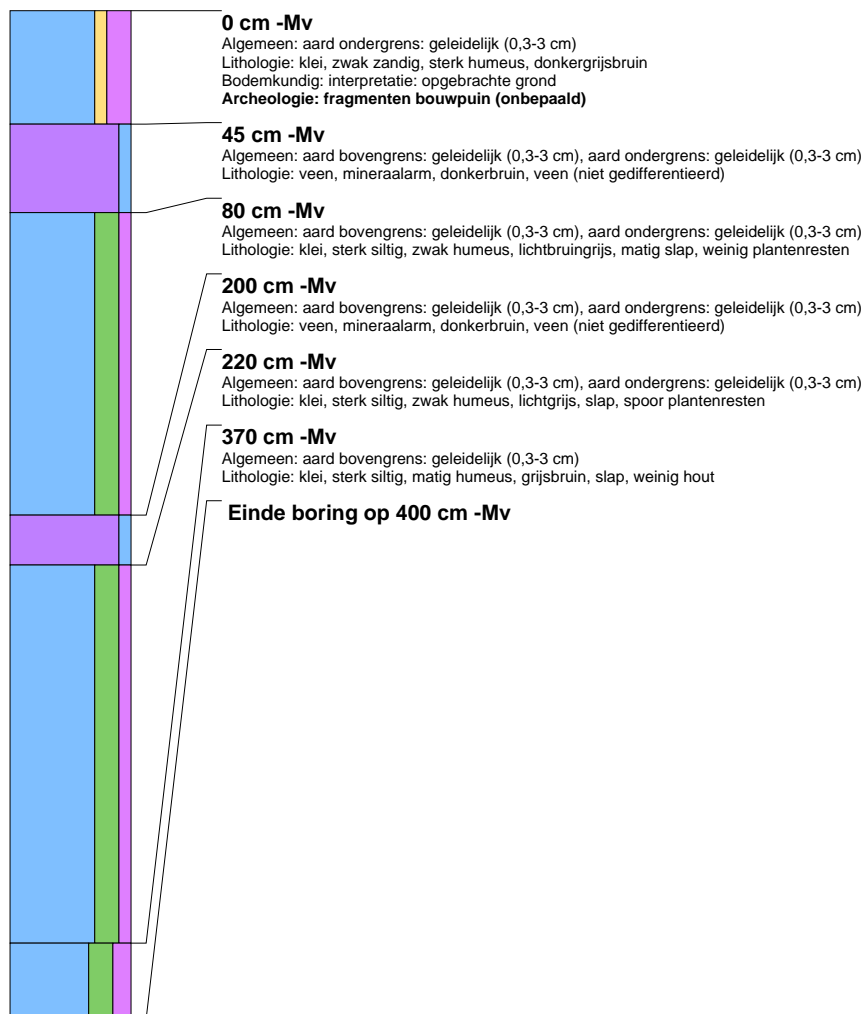 0 cm -Mv
Algemeen: aard ondergrens: geleidelijk (0,3-3 cm)
Lithologie: klei, zwak zandig, sterk humeus, donkergrijsbruin
Bodemkundig: interpretatie: opgebrachte grond
Archeologie: fragmenten bouwpuin (onbepaald)
45 cm -Mv
Algemeen: aard bovengrens: geleidelijk (0,3-3 cm), aard ondergrens: geleidelijk (0,3-3 cm)
Lithologie: veen, mineraalarm, donkerbruin, veen (niet gedifferentieerd)
80 cm -Mv
Algemeen: aard bovengrens: geleidelijk (0,3-3 cm), aard ondergrens: geleidelijk (0,3-3 cm)
Lithologie: klei, sterk siltig, zwak humeus, lichtbruingrijs, matig slap, weinig plantenresten
200 cm -Mv
Algemeen: aard bovengrens: geleidelijk (0,3-3 cm), aard ondergrens: geleidelijk (0,3-3 cm)
Lithologie: veen, mineraalarm, donkerbruin, veen (niet gedifferentieerd)
220 cm -Mv
Algemeen: aard bovengrens: geleidelijk (0,3-3 cm), aard ondergrens: geleidelijk (0,3-3 cm)
Lithologie: klei, sterk siltig, zwak humeus, lichtgrijs, slap, spoor plantenresten
370 cm -Mv
Algemeen: aard bovengrens: geleidelijk (0,3-3 cm)
Lithologie: klei, sterk siltig, matig humeus, grijsbruin, slap, weinig hout
Einde boring op 400 cm -Mv